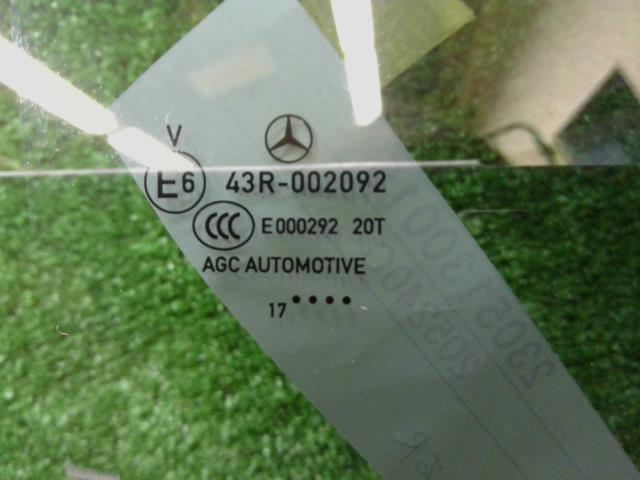 V
E6 43R-002092
CCC E000292 20T
AGC AUTOMOTIVE
17 ••••